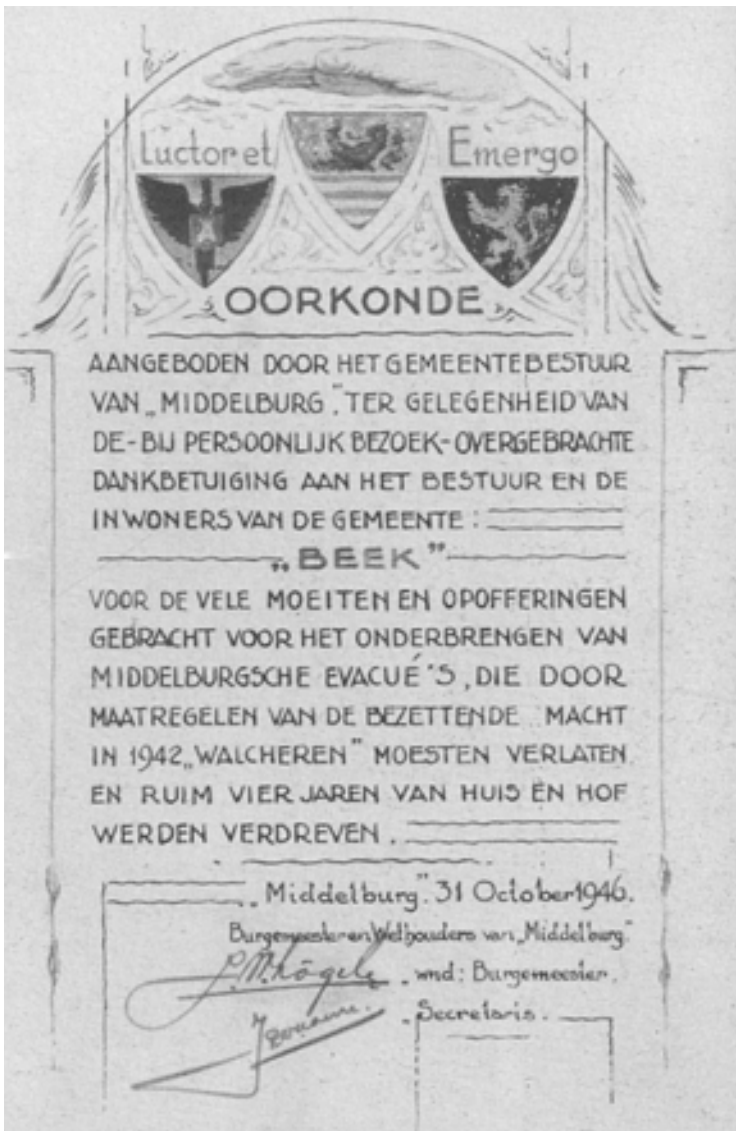 Luctor et Emergo
OORKONDE
AANGEBODEN DOOR HET GEMEENTEBESTUUR
VAN „MIDDELBURG”, TER GELEGENHEID VAN
DE-BIJ PERSOONLIJK BEZOEK-OVERGEBRACHTE
DANKBETUIGING AAN HET BESTUUR EN DE
INWONERS VAN DE GEMEENTE:
„BEEK”
VOOR DE VELE MOEITEN EN OPOFFERINGEN
GEBRACHT VOOR HET ONDERBRENGEN VAN
MIDDELBURGSCHE EVACUÉ'S, DIE DOOR
MAATREGELEN VAN DE BEZETTENDE MACHT
IN 1942 „WALCHEREN” MOESTEN VERLATEN
EN RUIM VIER JAREN VAN HUIS EN HOF
WERDEN VERDREVEN.
„Middelburg”. 31 October 1946.
Burgemeester en Wethouders van „Middelburg”
wnd: Burgemeester.
Secretaris.